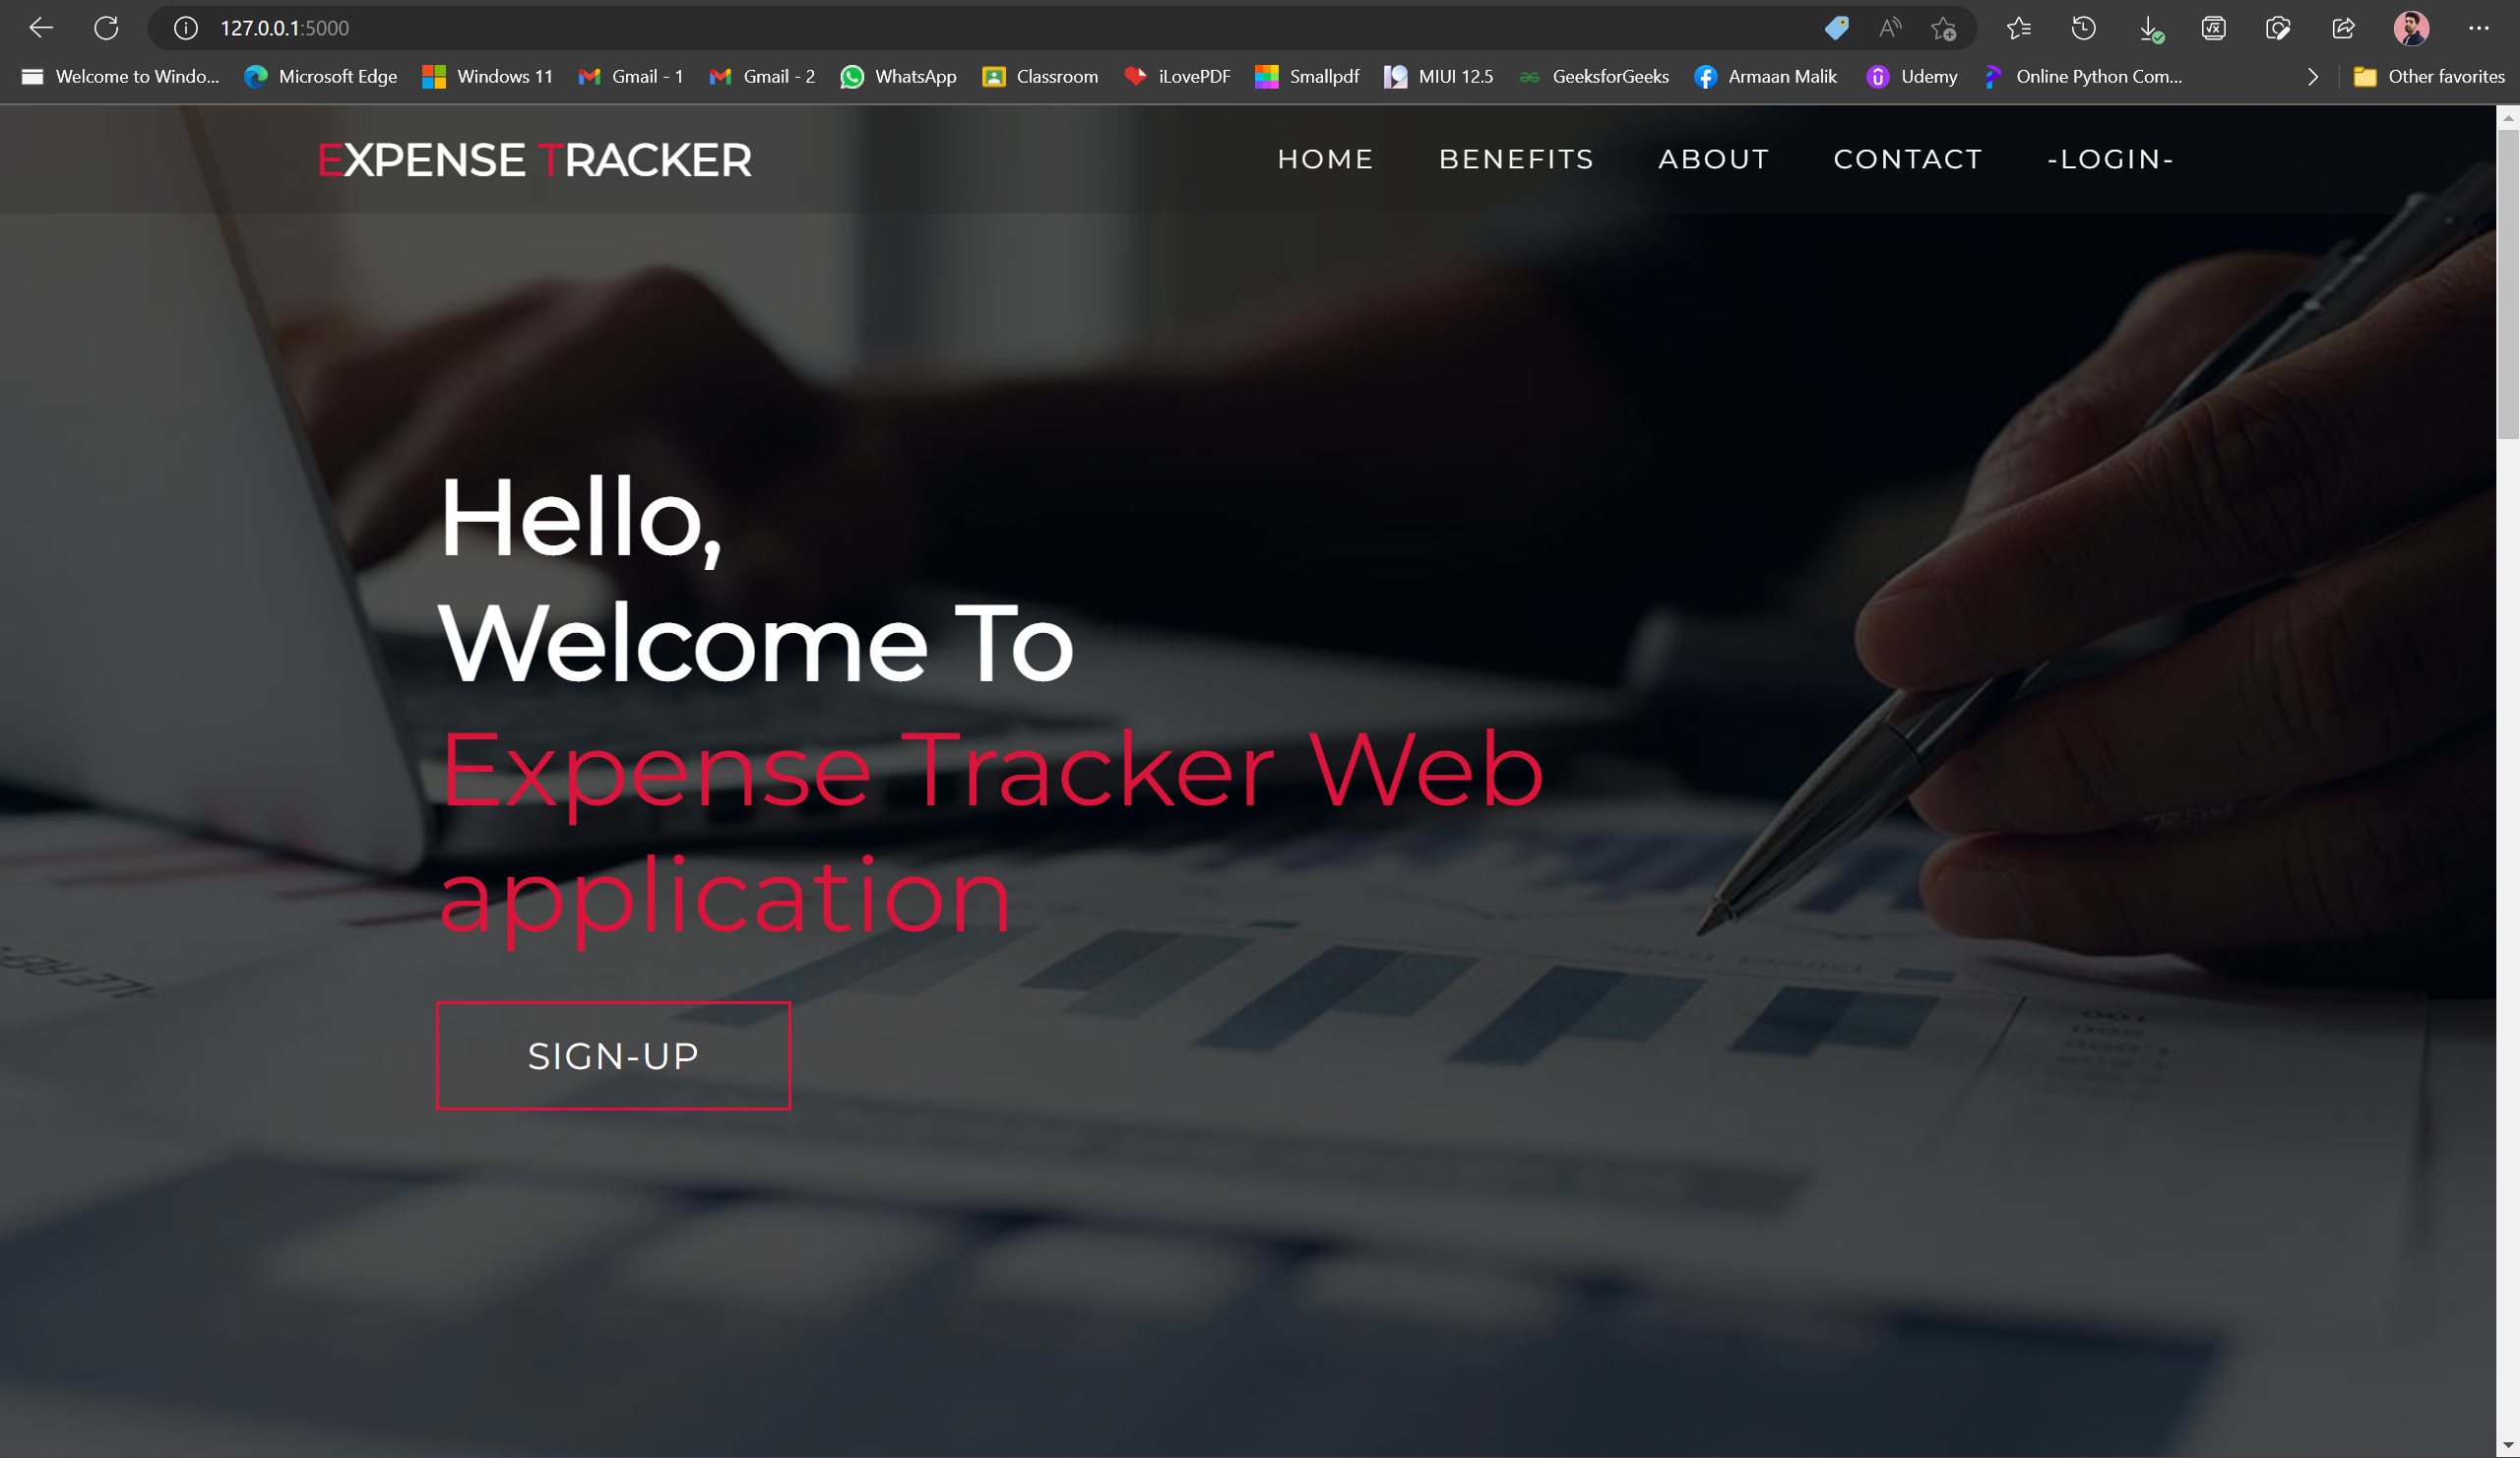 127.0.0.1:5000
Welcome to Windo...
Microsoft Edge
Windows 11
Gmail - 1
Gmail - 2
WhatsApp
Classroom
iLovePDF
Smallpdf
MIUI 12.5
GeeksforGeeks
Armaan Malik
Udemy
Online Python Com...
Other favorites
EXPENSE TRACKER
HOME
BENEFITS
ABOUT
CONTACT
-LOGIN-
Hello,
Welcome To
Expense Tracker Web
application
SIGN-UP